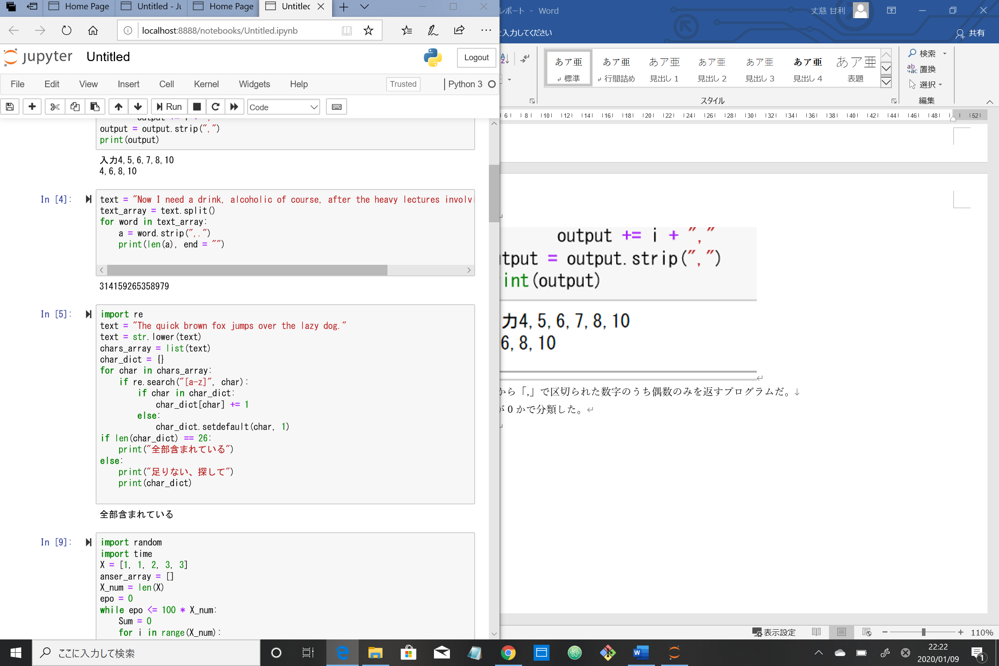 Home Page
Untitled - Ju
Home Page
Untitled
localhost:8888/notebooks/Untitled.ipynb
jupyter Untitled
Logout
File Edit View Insert Cell Kernel Widgets Help
Trusted
Python 3
Run
Code
output = output.strip(",")
print(output)
入力4,5,6,7,8,10
4,6,8,10
In [4]:
text = "Now I need a drink, alcoholic of course, after the heavy lectures involvi
text_array = text.split()
for word in text_array:
    a = word.strip(",.")
    print(len(a), end = "")
314159265358979
In [5]:
import re
text = "The quick brown fox jumps over the lazy dog."
text = str.lower(text)
chars_array = list(text)
char_dict = {}
for char in chars_array:
    if re.search("[a-z]", char):
        if char in char_dict:
            char_dict[char] += 1
        else:
            char_dict.setdefault(char, 1)
if len(char_dict) == 26:
    print("全部含まれている")
else:
    print("足りない、探して")
    print(char_dict)
全部含まれている
In [9]:
import random
import time
X = [1, 1, 2, 3, 3]
anser_array = []
X_num = len(X)
epo = 0
while epo <= 100 * X_num:
    Sum = 0
    for i in range(X_num):
レポート - Word
丈慈 甘利
を入力してください
共有
あア亜 あア亜 あア亜 あア亜 あア亜 あア亜 あア亜
標準 行間詰め 見出し 1 見出し 2 見出し 3 見出し 4 表題
スタイル
検索
置換
選択
編集
6 8 10 12 14 16 18 20 22 24 26 28 30 32 34 36 38 40 42 44 46 48 52
output += i + ","
tput = output.strip(",")
int(output)
力4,5,6,7,8,10
6,8,10
から「,」で区切られた数字のうち偶数のみを返すプログラムだ。
が 0 かで分類した。
表示設定
110%
ここに入力して検索
22:22
2020/01/09
1